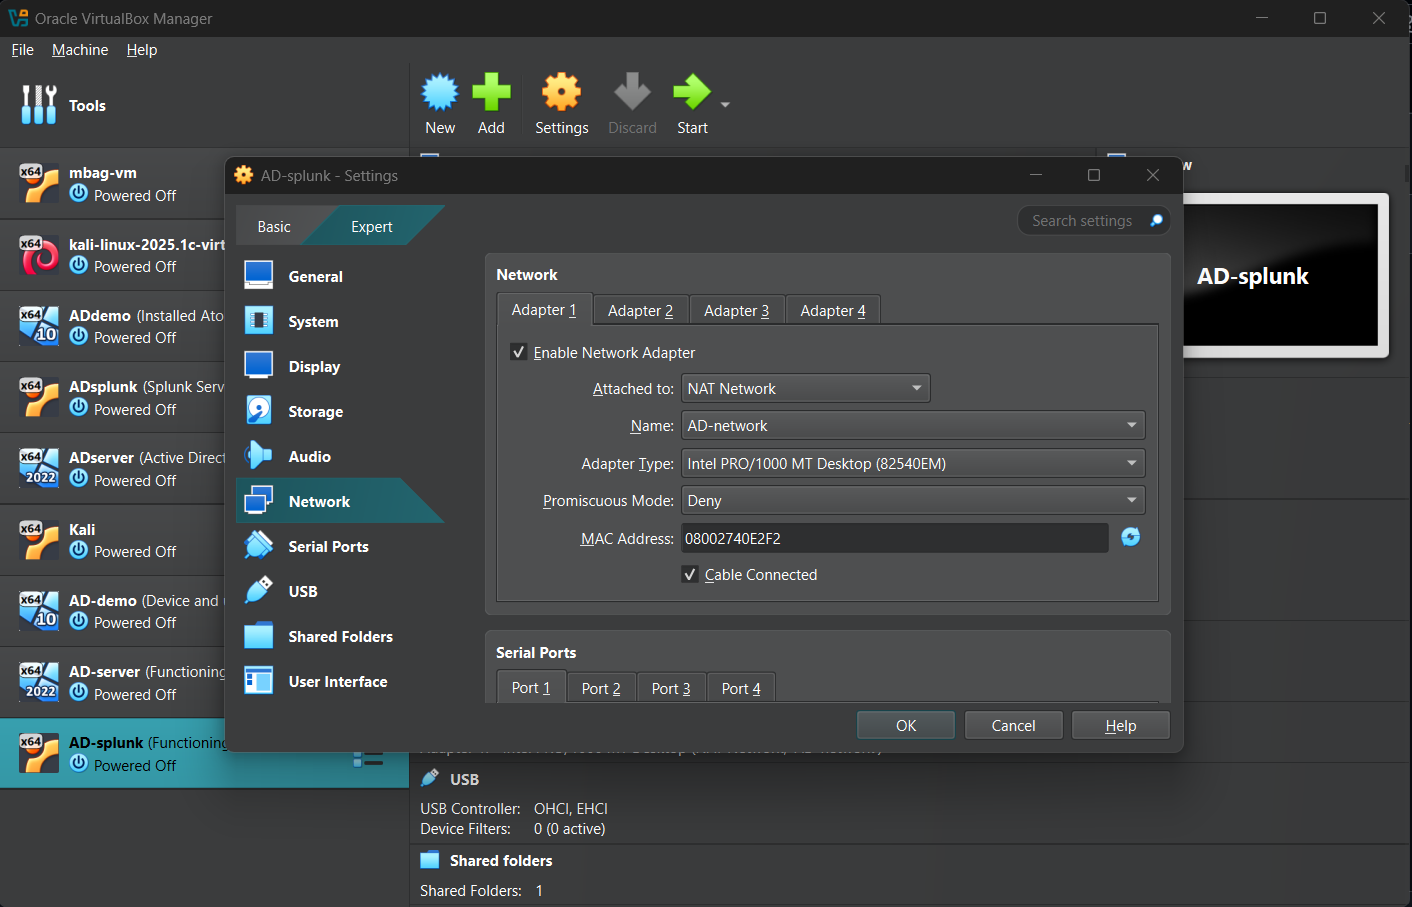 Oracle VirtualBox Manager
File Machine Help
Tools
New Add Settings Discard Start
x64 mbag-vm
Powered Off
x64 kali-linux-2025.1c-virt
Powered Off
x64 10 ADdemo (Installed Ato
Powered Off
x64 ADsplunk (Splunk Serv
Powered Off
x64 2022 ADserver (Active Direct
Powered Off
x64 Kali
Powered Off
x64 10 AD-demo (Device and
Powered Off
x64 2022 AD-server (Functioning
Powered Off
x64 AD-splunk (Functioning
Powered Off
AD-splunk - Settings
Basic Expert
Search settings
General
System
Display
Storage
Audio
Network
Serial Ports
USB
Shared Folders
User Interface
Network
Adapter 1 Adapter 2 Adapter 3 Adapter 4
Enable Network Adapter
Attached to: NAT Network
Name: AD-network
Adapter Type: Intel PRO/1000 MT Desktop (82540EM)
Promiscuous Mode: Deny
MAC Address: 08002740E2F2
Cable Connected
Serial Ports
Port 1 Port 2 Port 3 Port 4
OK Cancel Help
w
AD-splunk
USB
USB Controller: OHCI, EHCI
Device Filters: 0 (0 active)
Shared folders
Shared Folders: 1